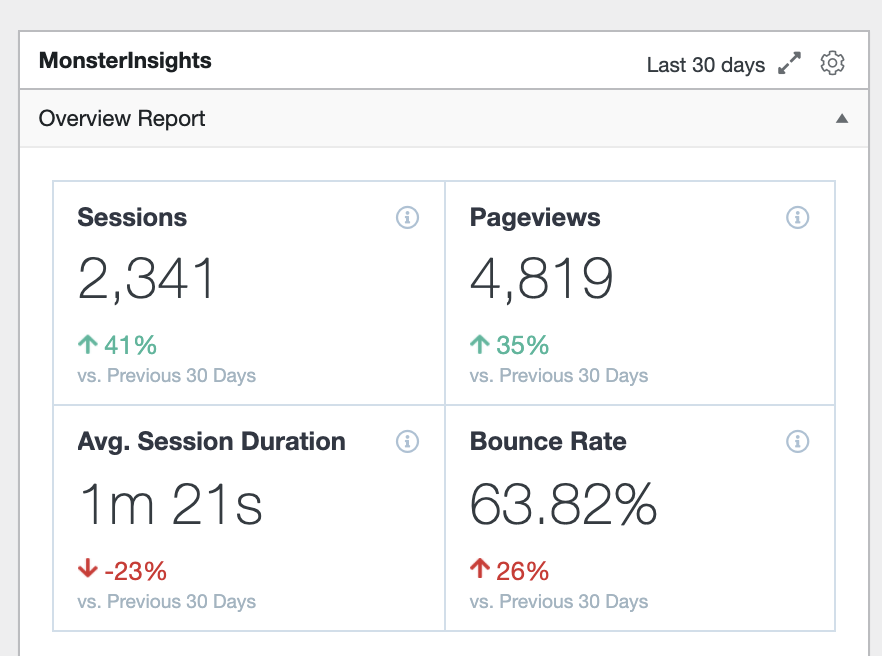 MonsterInsights
Last 30 days
Overview Report
Sessions
2,341
41%
vs. Previous 30 Days
Pageviews
4,819
35%
vs. Previous 30 Days
Avg. Session Duration
1m 21s
-23%
vs. Previous 30 Days
Bounce Rate
63.82%
26%
vs. Previous 30 Days